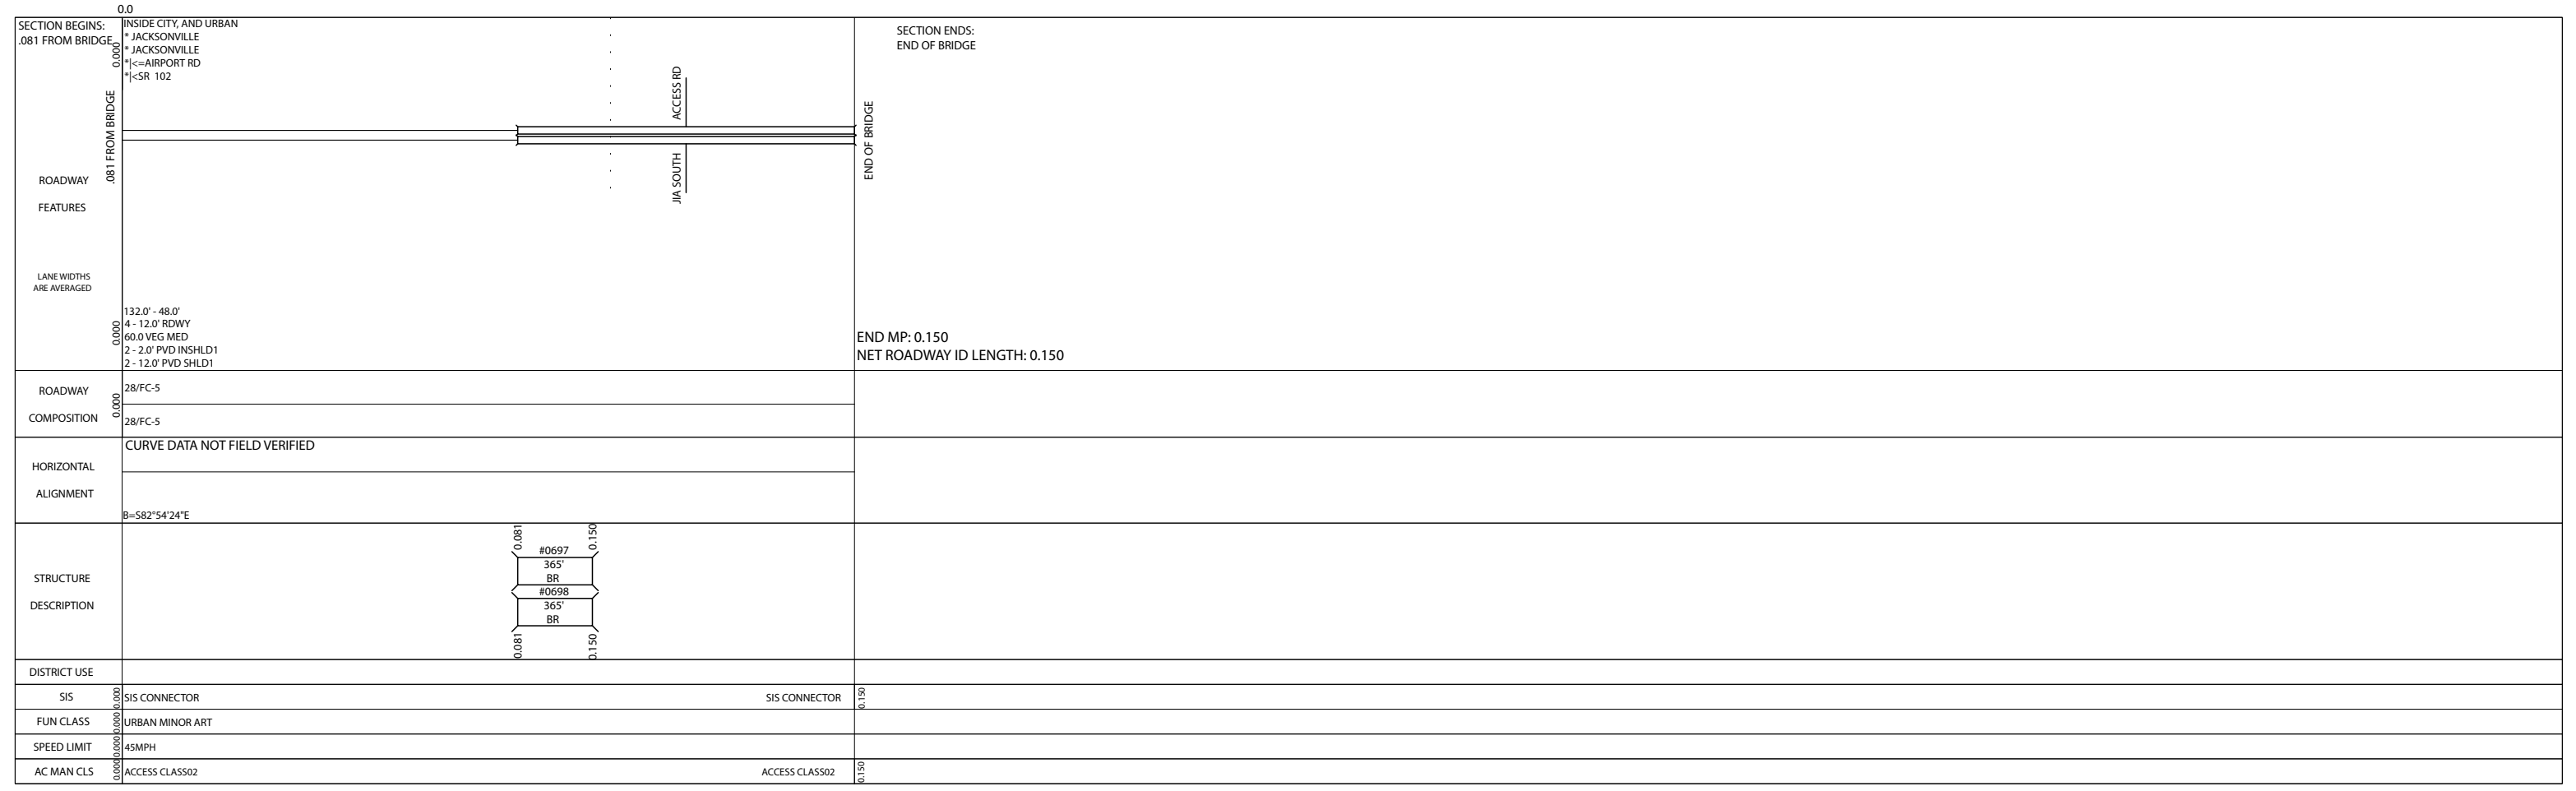 0.0
SECTION BEGINS:
.081 FROM BRIDGE
0.000
INSIDE CITY, AND URBAN
* JACKSONVILLE
* JACKSONVILLE
*|<=AIRPORT RD
*|<SR 102
SECTION ENDS:
END OF BRIDGE
.081 FROM BRIDGE
ACCESS RD
JIA SOUTH
END OF BRIDGE
ROADWAY
FEATURES
LANE WIDTHS
ARE AVERAGED
0.000
132.0' - 48.0'
4 - 12.0' RDWY
60.0 VEG MED
2 - 2.0' PVD INSHLD1
2 - 12.0' PVD SHLD1
END MP: 0.150
NET ROADWAY ID LENGTH: 0.150
ROADWAY
COMPOSITION
0.000
28/FC-5
28/FC-5
HORIZONTAL
ALIGNMENT
CURVE DATA NOT FIELD VERIFIED
B=S82°54'24"E
STRUCTURE
DESCRIPTION
0.081
0.150
#0697
365'
BR
#0698
365'
BR
0.081
0.150
DISTRICT USE
SIS
0.000
SIS CONNECTOR
SIS CONNECTOR
0.150
FUN CLASS
0.000
URBAN MINOR ART
SPEED LIMIT
0.000
45MPH
AC MAN CLS
0.000
ACCESS CLASS02
ACCESS CLASS02
0.150